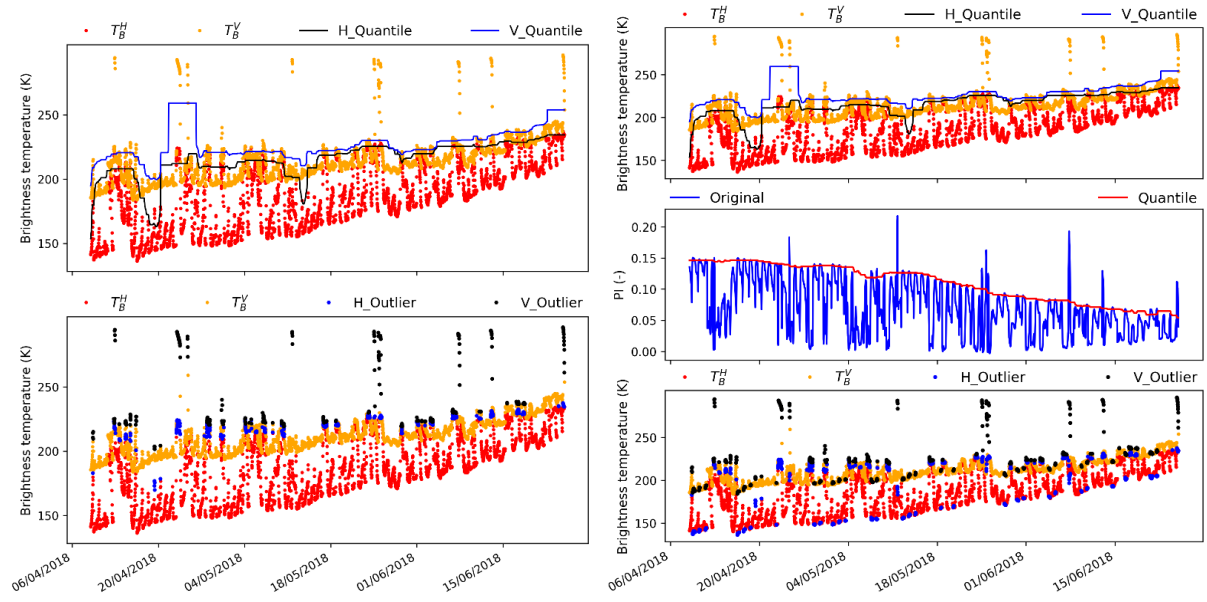 T_B^H T_B^V H_Quantile V_Quantile
Brightness temperature (K)
250
200
150
T_B^H T_B^V H_Outlier V_Outlier
Brightness temperature (K)
250
200
150
06/04/2018 20/04/2018 04/05/2018 18/05/2018 01/06/2018 15/06/2018
T_B^H T_B^V H_Quantile V_Quantile
Brightness temperature (K)
250
200
150
Original Quantile
PI (-)
0.20
0.15
0.10
0.05
0.00
T_B^H T_B^V H_Outlier V_Outlier
Brightness temperature (K)
250
200
150
06/04/2018 20/04/2018 04/05/2018 18/05/2018 01/06/2018 15/06/2018